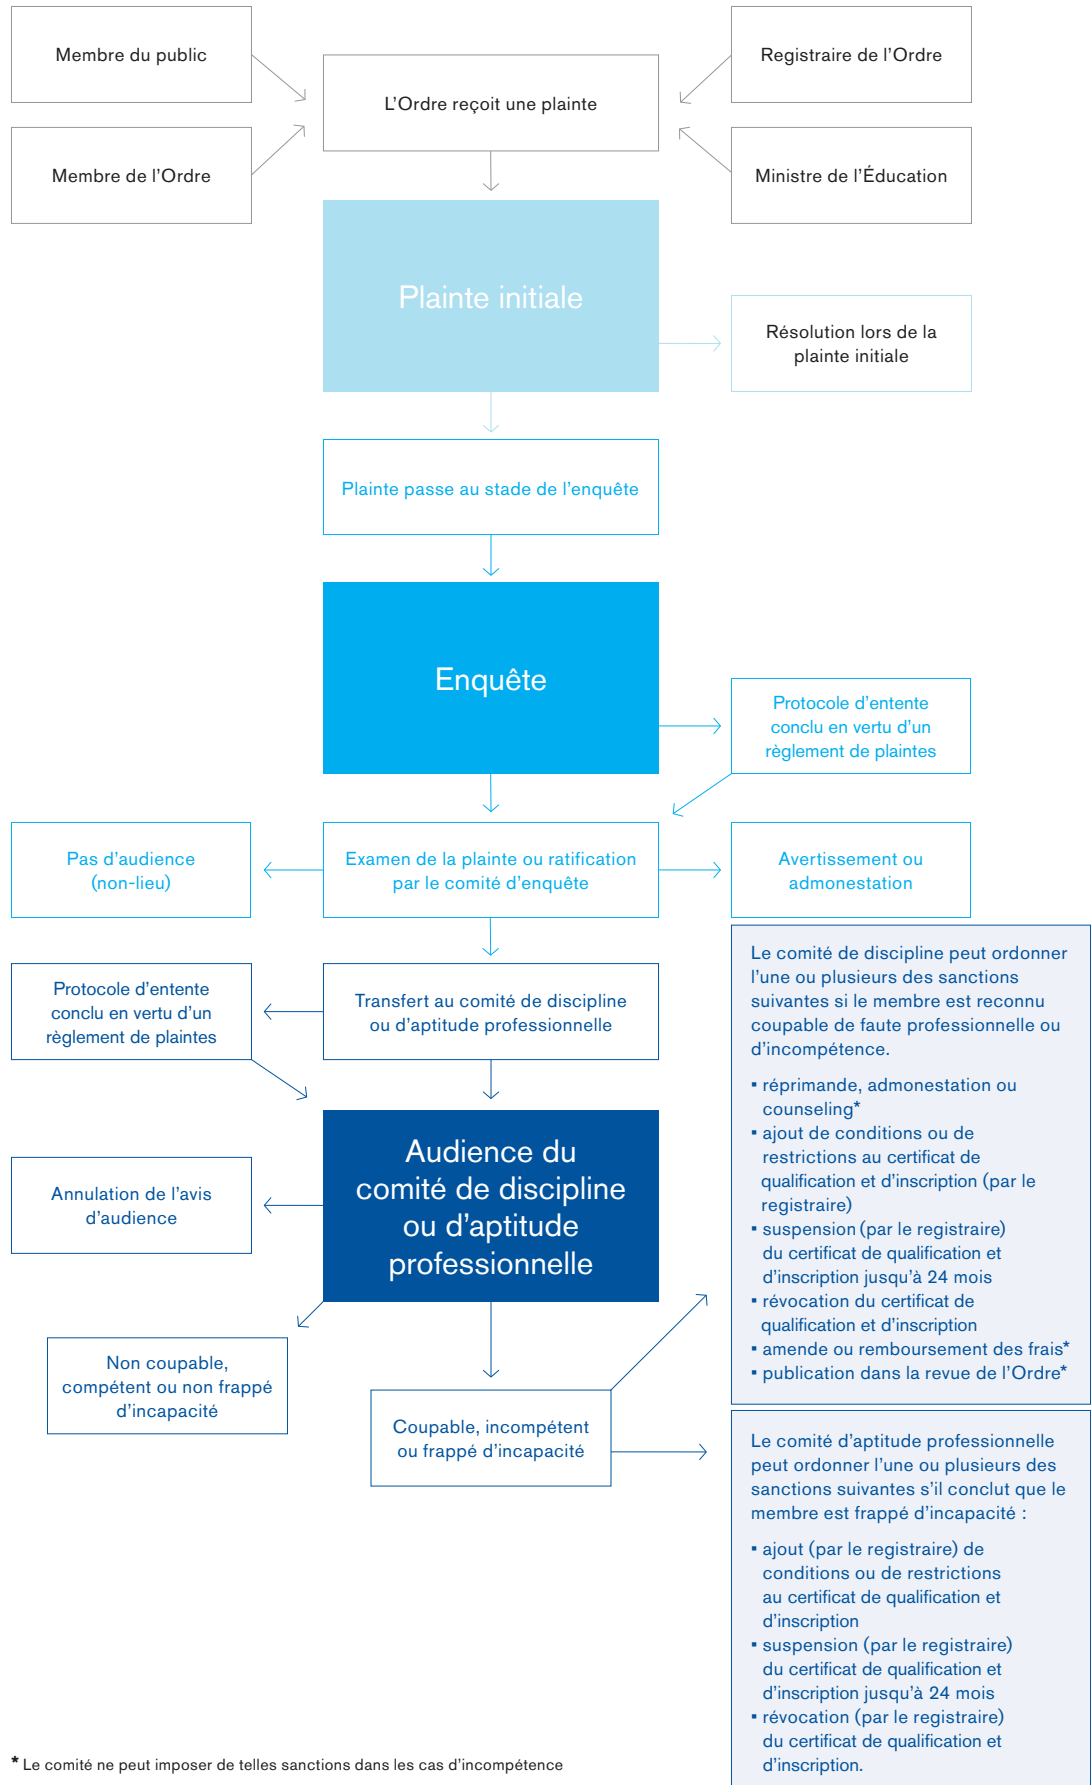 Membre du public
Registraire de l'Ordre
L'Ordre reçoit une plainte
Membre de l'Ordre
Ministre de l'Éducation
Plainte initiale
Résolution lors de la
plainte initiale
Plainte passe au stade de l'enquête
Enquête
Protocole d'entente
conclu en vertu d'un
règlement de plaintes
Pas d'audience
(non-lieu)
Examen de la plainte ou ratification
par le comité d'enquête
Avertissement ou
admonestation
Protocole d'entente
conclu en vertu d'un
règlement de plaintes
Transfert au comité de discipline
ou d'aptitude professionnelle
Audience du
comité de discipline
ou d'aptitude
professionnelle
Annulation de l'avis
d'audience
Non coupable,
compétent ou non frappé
d'incapacité
Coupable, incompétent
ou frappé d'incapacité
Le comité de discipline peut ordonner
l'une ou plusieurs des sanctions
suivantes si le membre est reconnu
coupable de faute professionnelle ou
d'incompétence.
▪ réprimande, admonestation ou
counseling*
▪ ajout de conditions ou de
restrictions au certificat de
qualification et d'inscription (par le
registraire)
▪ suspension (par le registraire)
du certificat de qualification et
d'inscription jusqu'à 24 mois
▪ révocation du certificat de
qualification et d'inscription
▪ amende ou remboursement des frais*
▪ publication dans la revue de l'Ordre*
Le comité d'aptitude professionnelle
peut ordonner l'une ou plusieurs des
sanctions suivantes s'il conclut que le
membre est frappé d'incapacité :
▪ ajout (par le registraire) de
conditions ou de restrictions
au certificat de qualification et
d'inscription
▪ suspension (par le registraire)
du certificat de qualification et
d'inscription jusqu'à 24 mois
▪ révocation (par le registraire)
du certificat de qualification et
d'inscription.
* Le comité ne peut imposer de telles sanctions dans les cas d'incompétence